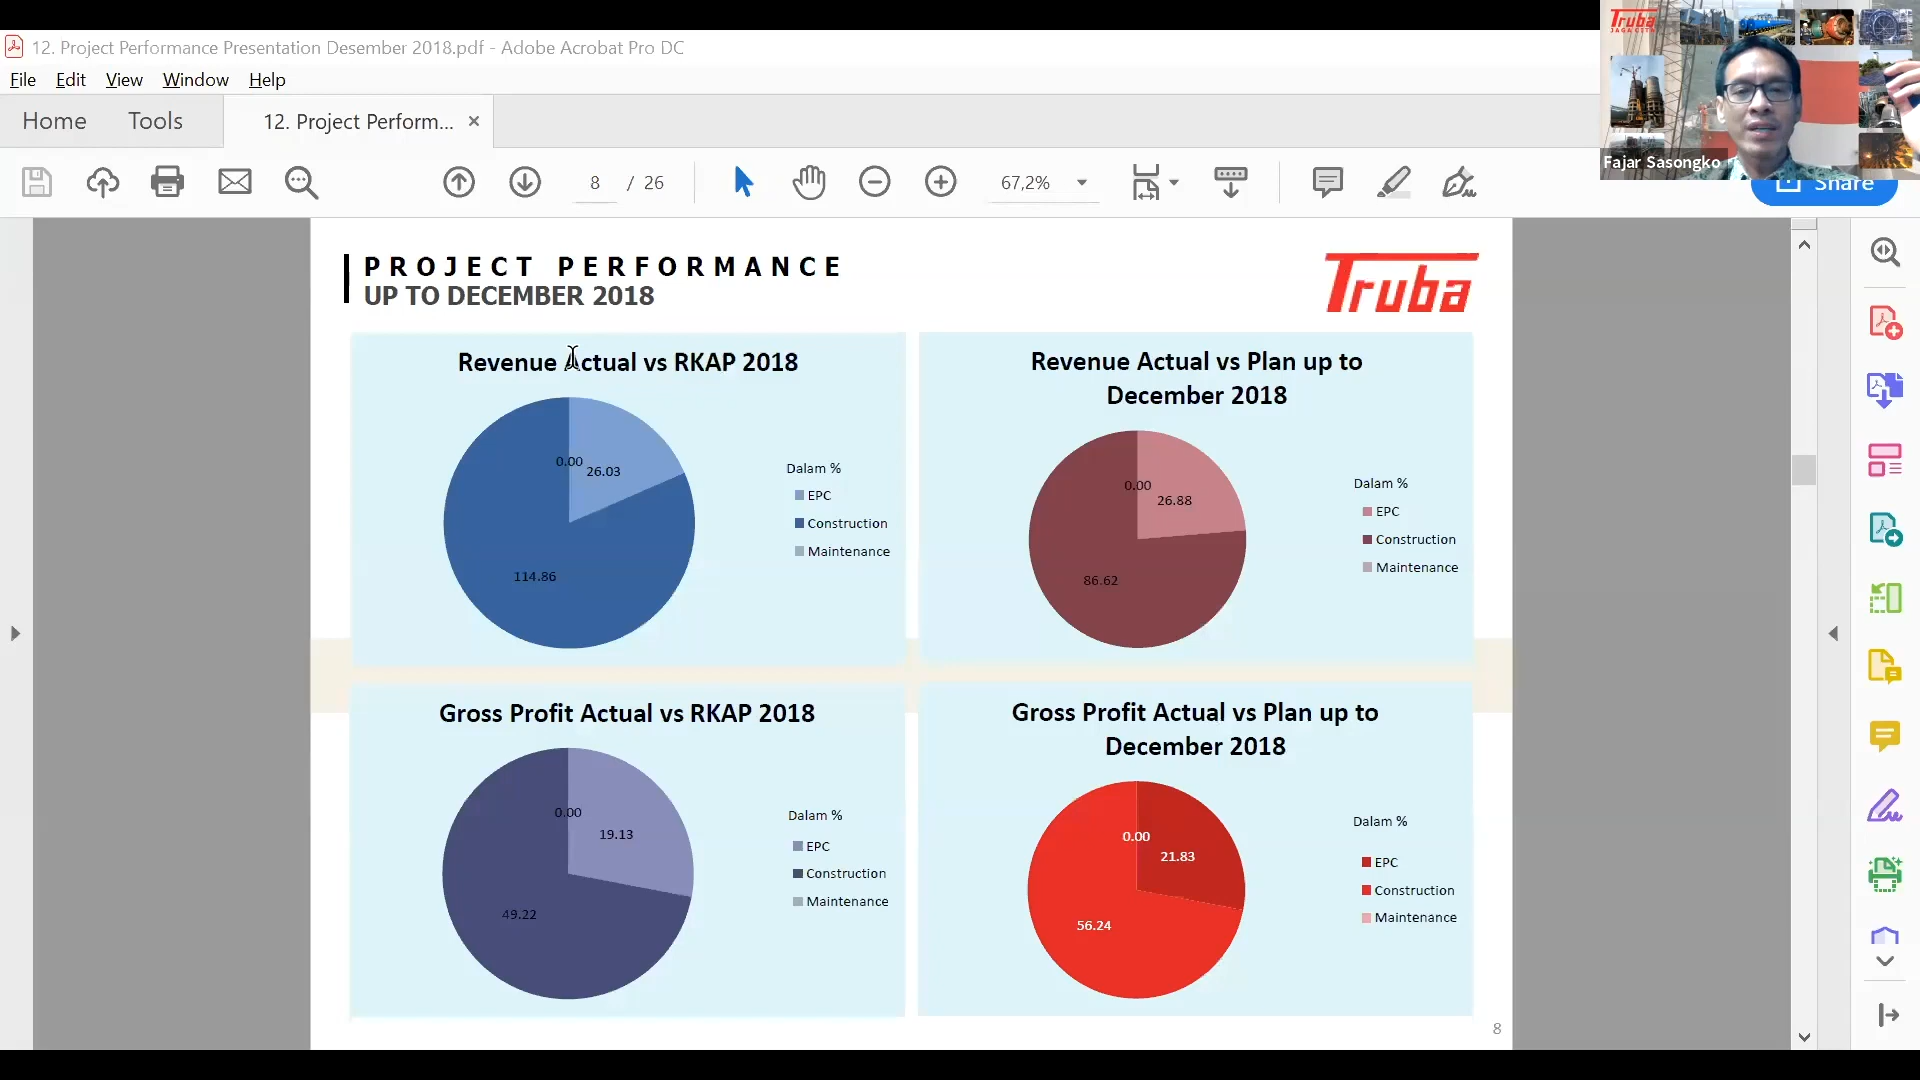 12. Project Performance Presentation Desember 2018.pdf - Adobe Acrobat Pro DC
File Edit View Window Help
Home Tools 12. Project Perform... ×
8 / 26 67,2%
Share
Truba
JAGA CITA
Fajar Sasongko
PROJECT PERFORMANCE
UP TO DECEMBER 2018
Truba
Revenue Actual vs RKAP 2018
0.00
26.03
114.86
Dalam %
EPC
Construction
Maintenance
Revenue Actual vs Plan up to
December 2018
0.00
26.88
86.62
Dalam %
EPC
Construction
Maintenance
Gross Profit Actual vs RKAP 2018
0.00
19.13
49.22
Dalam %
EPC
Construction
Maintenance
Gross Profit Actual vs Plan up to
December 2018
0.00
21.83
56.24
Dalam %
EPC
Construction
Maintenance
8